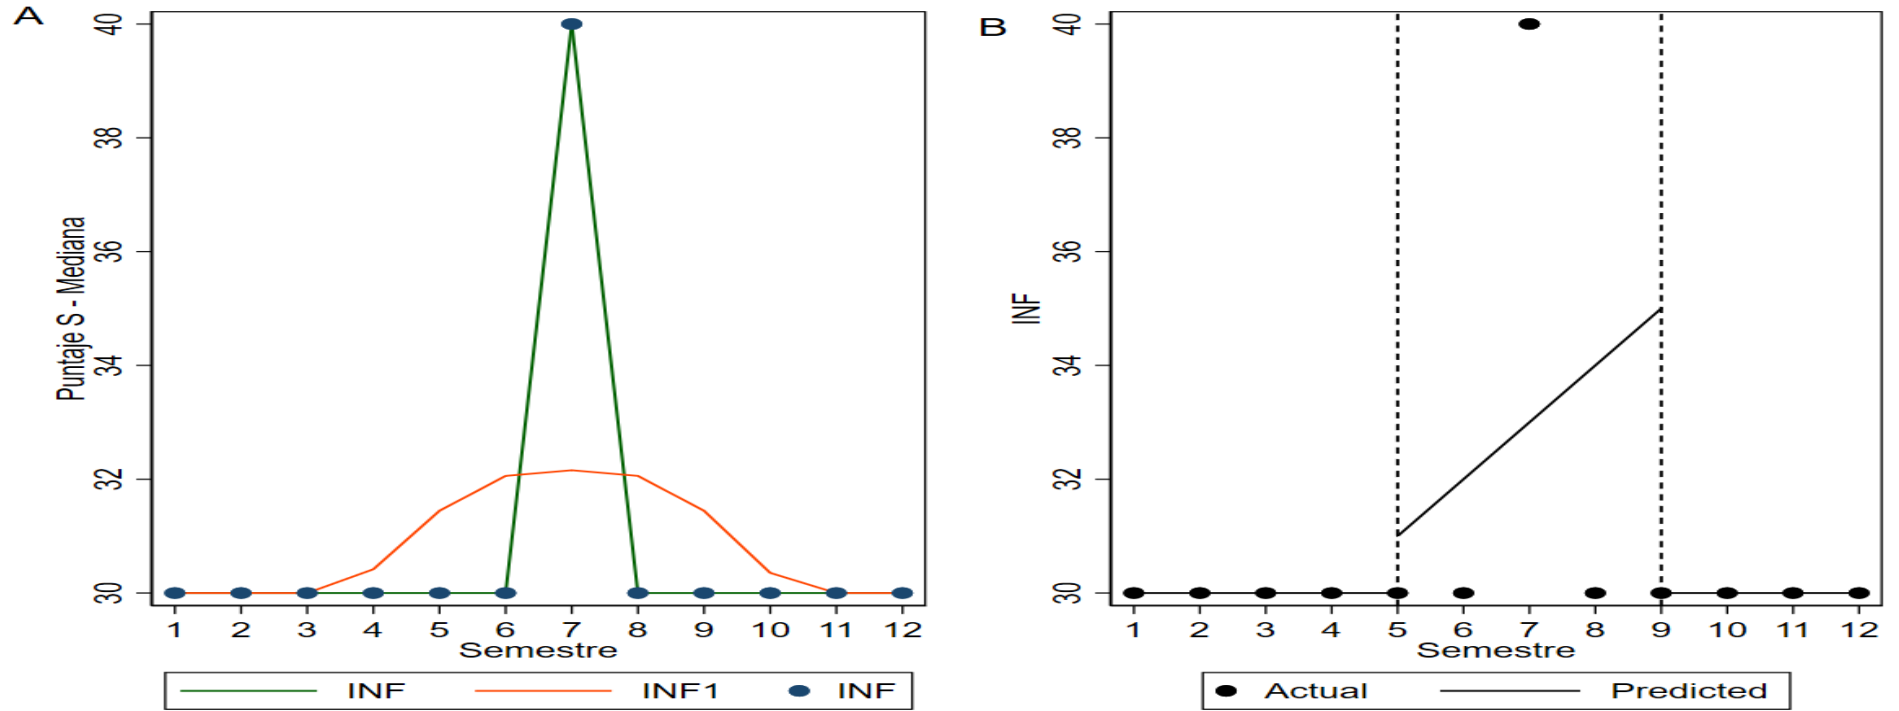 A
Puntaje S - Mediana
40
38
36
34
32
30
1 2 3 4 5 6 7 8 9 10 11 12
Semestre
INF INF1 INF
B
INF
40
38
36
34
32
30
1 2 3 4 5 6 7 8 9 10 11 12
Semestre
Actual Predicted